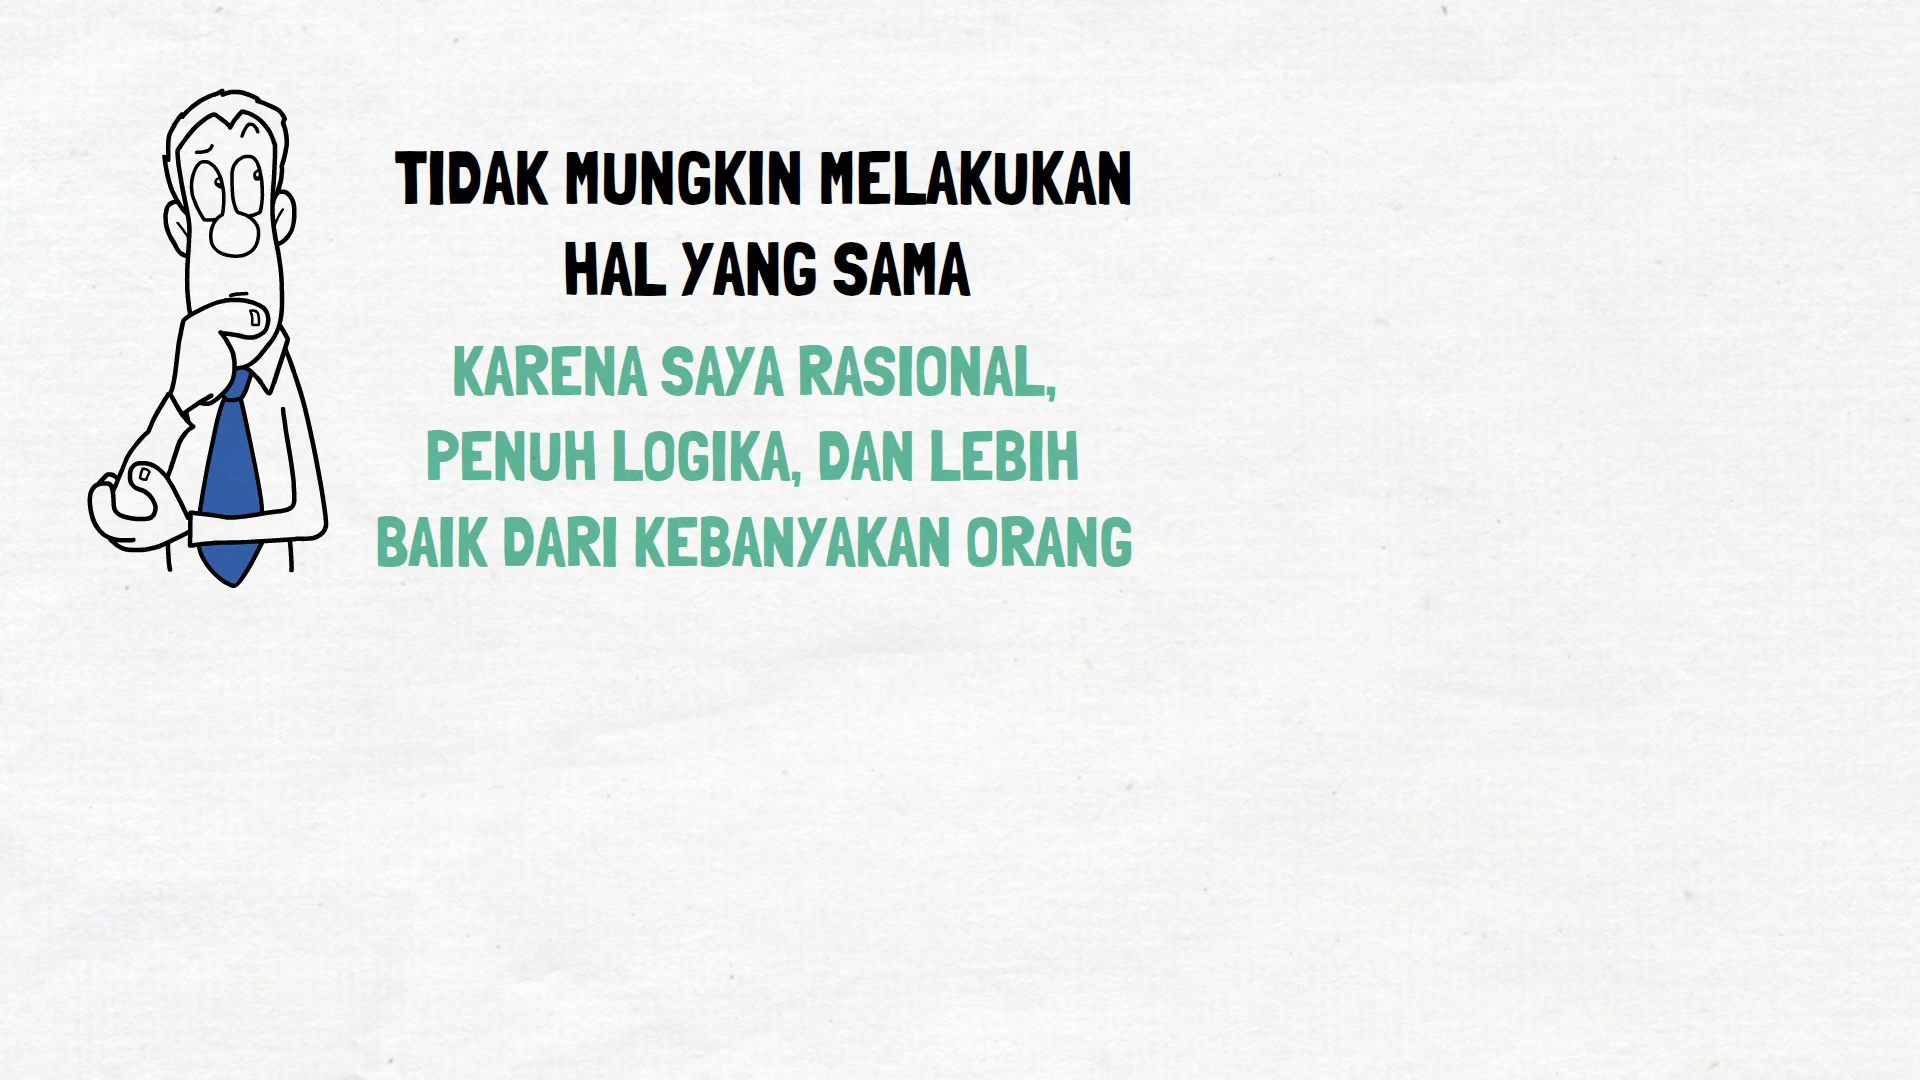 TIDAK MUNGKIN MELAKUKAN
HAL YANG SAMA
KARENA SAYA RASIONAL,
PENUH LOGIKA, DAN LEBIH
BAIK DARI KEBANYAKAN ORANG